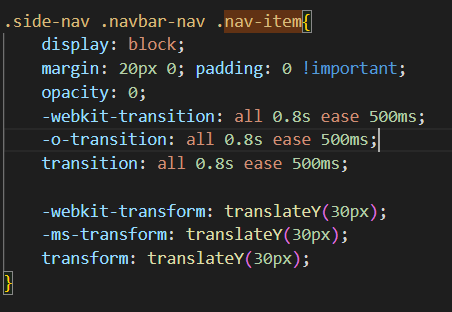 .side-nav .navbar-nav .nav-item{
display: block;
margin: 20px 0; padding: 0 !important;
opacity: 0;
-webkit-transition: all 0.8s ease 500ms;
-o-transition: all 0.8s ease 500ms;
transition: all 0.8s ease 500ms;
-webkit-transform: translateY(30px);
-ms-transform: translateY(30px);
transform: translateY(30px);
}